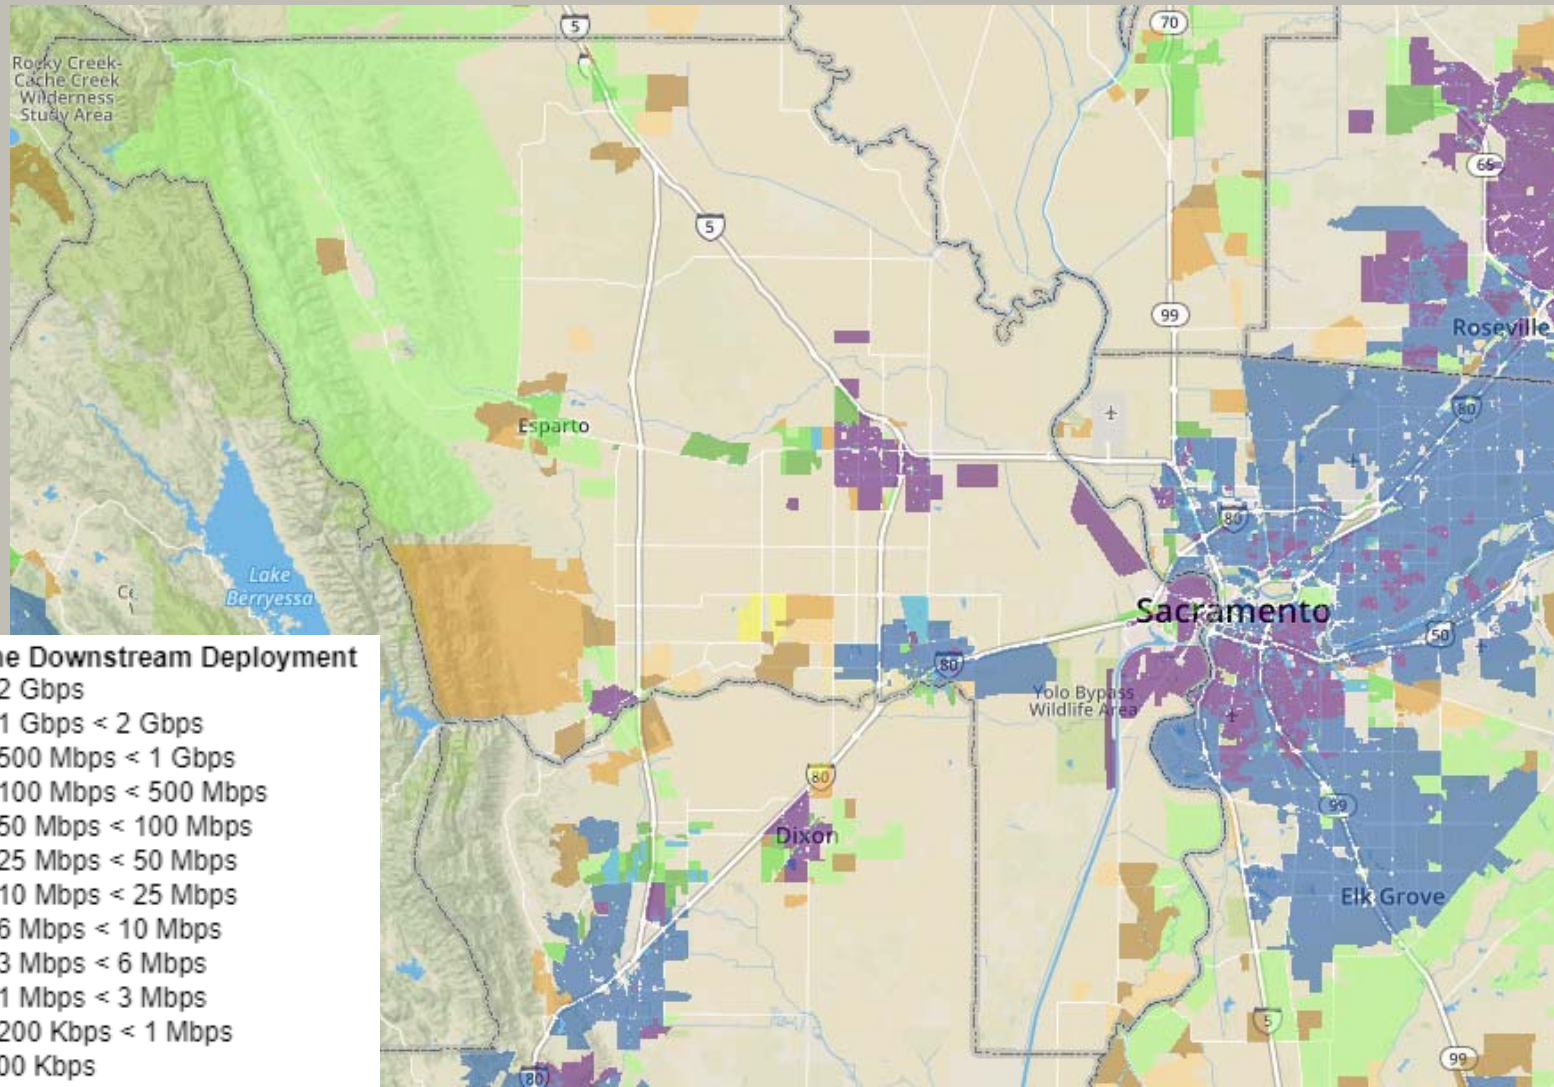 5
70
Rocky Creek-
Cache Creek
Wilderness
Study Area
65
5
99
Roseville
80
Esparto
80
Lake
Berryessa
Sacramento
50
80
Yolo Bypass
Wildlife Area
80
99
Dixon
Elk Grove
5
99
80
ne Downstream Deployment
2 Gbps
1 Gbps < 2 Gbps
500 Mbps < 1 Gbps
100 Mbps < 500 Mbps
50 Mbps < 100 Mbps
25 Mbps < 50 Mbps
10 Mbps < 25 Mbps
6 Mbps < 10 Mbps
3 Mbps < 6 Mbps
1 Mbps < 3 Mbps
200 Kbps < 1 Mbps
00 Kbps